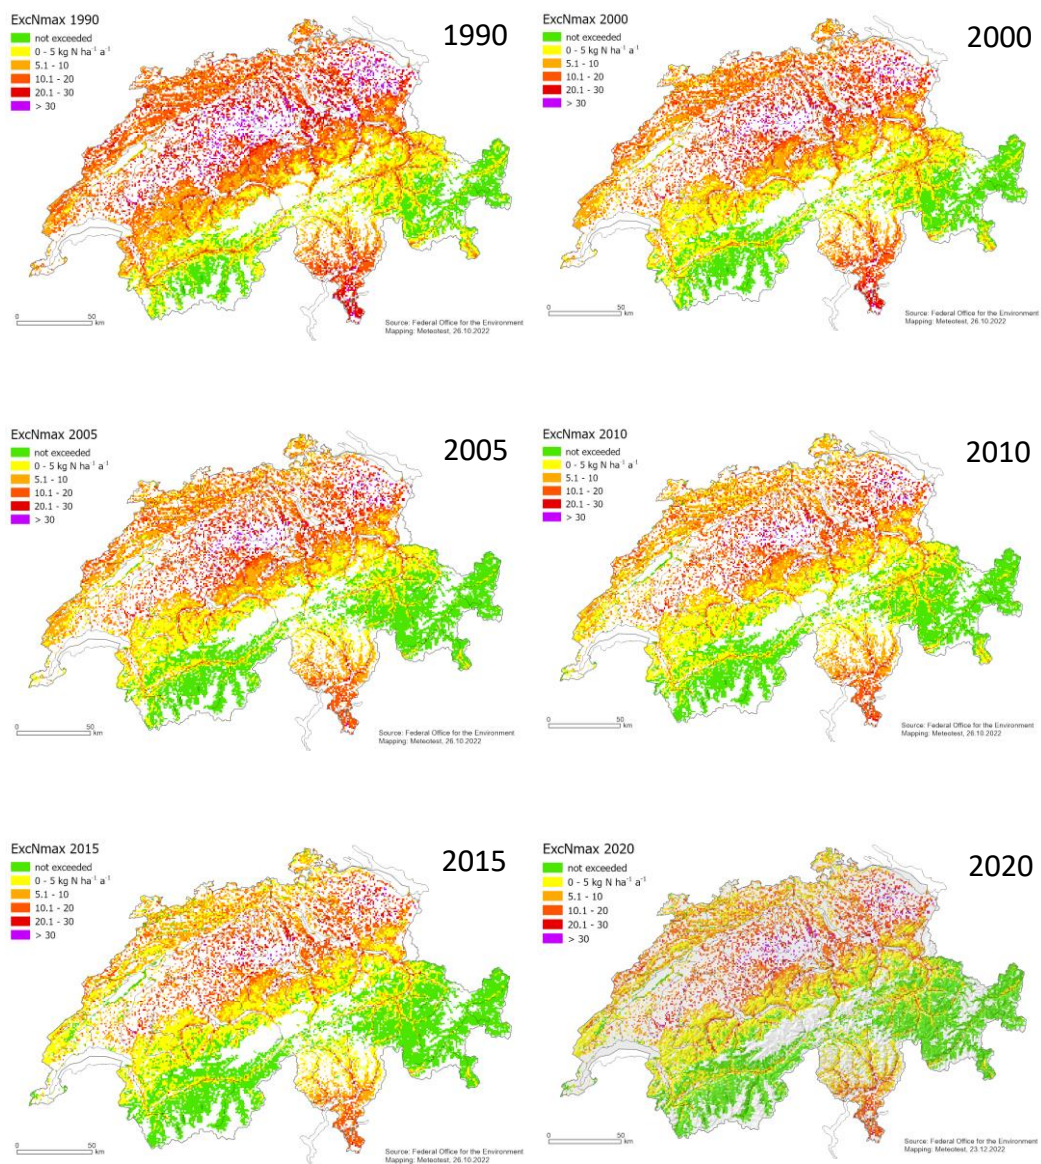 ExcNmax 1990
1990
not exceeded
0 - 5 kg N ha⁻¹ a⁻¹
5.1 - 10
10.1 - 20
20.1 - 30
> 30
0 50
km
Source: Federal Office for the Environment
Mapping: Meteotest, 26.10.2022
ExcNmax 2000
2000
not exceeded
0 - 5 kg N ha⁻¹ a⁻¹
5.1 - 10
10.1 - 20
20.1 - 30
> 30
0 50
km
Source: Federal Office for the Environment
Mapping: Meteotest, 26.10.2022
ExcNmax 2005
2005
not exceeded
0 - 5 kg N ha⁻¹ a⁻¹
5.1 - 10
10.1 - 20
20.1 - 30
> 30
0 50
km
Source: Federal Office for the Environment
Mapping: Meteotest, 26.10.2022
ExcNmax 2010
2010
not exceeded
0 - 5 kg N ha⁻¹ a⁻¹
5.1 - 10
10.1 - 20
20.1 - 30
> 30
0 50
km
Source: Federal Office for the Environment
Mapping: Meteotest, 26.10.2022
ExcNmax 2015
2015
not exceeded
0 - 5 kg N ha⁻¹ a⁻¹
5.1 - 10
10.1 - 20
20.1 - 30
> 30
0 50
km
Source: Federal Office for the Environment
Mapping: Meteotest, 26.10.2022
ExcNmax 2020
2020
not exceeded
0 - 5 kg N ha⁻¹ a⁻¹
5.1 - 10
10.1 - 20
20.1 - 30
> 30
0 50
km
Source: Federal Office for the Environment
Mapping: Meteotest, 23.12.2022